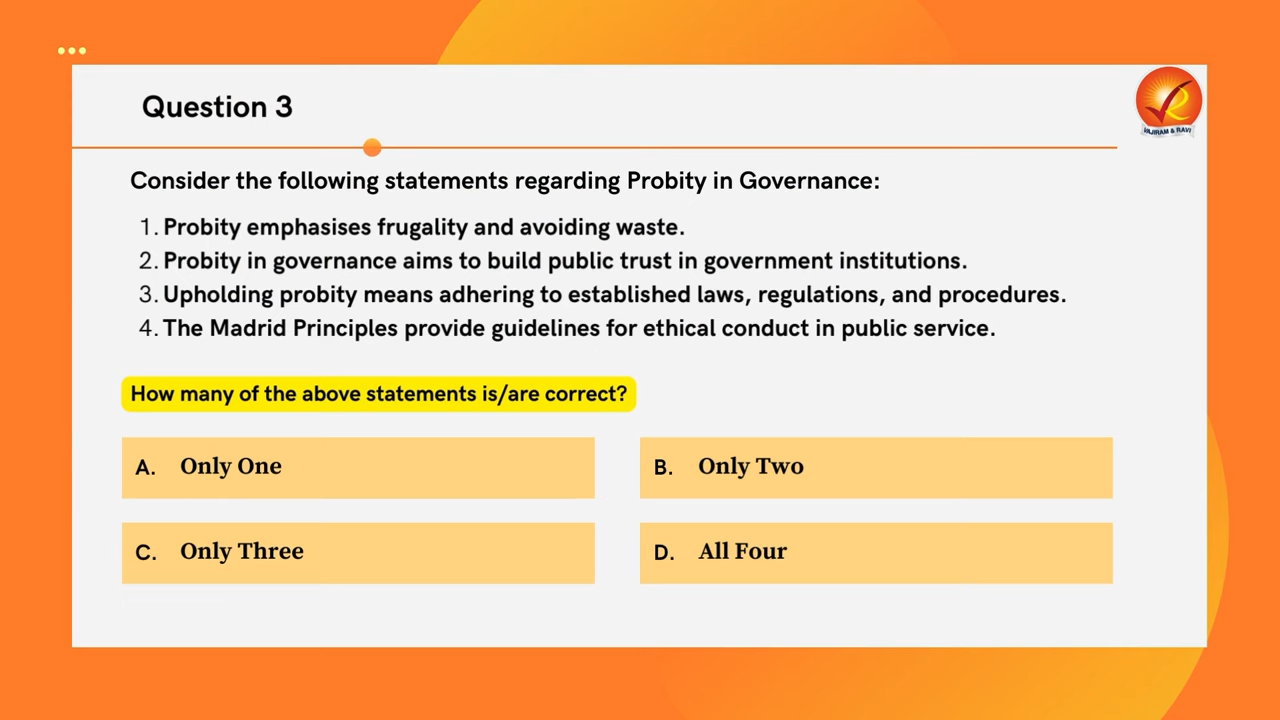 Question 3
VAJIRAM & RAVI
Consider the following statements regarding Probity in Governance:
1. Probity emphasises frugality and avoiding waste.
2. Probity in governance aims to build public trust in government institutions.
3. Upholding probity means adhering to established laws, regulations, and procedures.
4. The Madrid Principles provide guidelines for ethical conduct in public service.
How many of the above statements is/are correct?
A. Only One
B. Only Two
C. Only Three
D. All Four